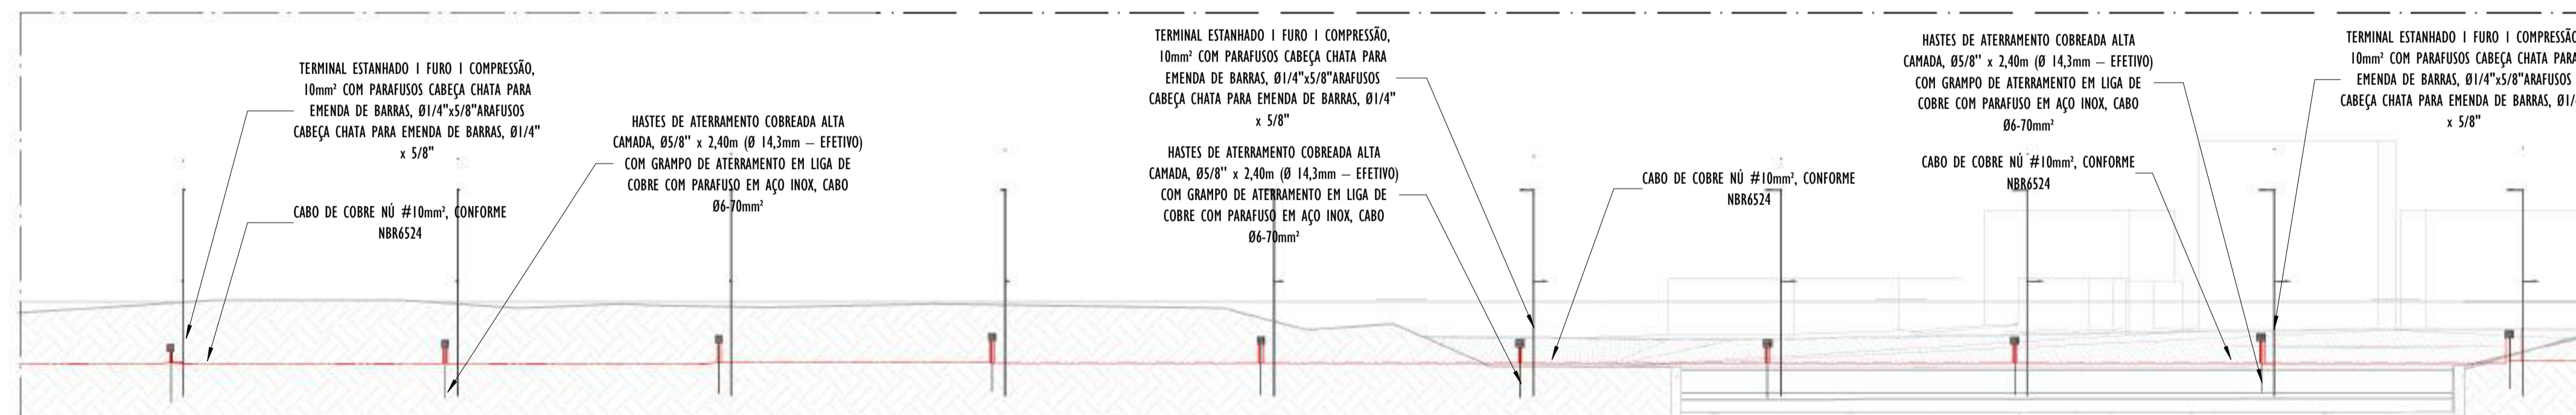 TERMINAL ESTANHADO 1 FURO 1 COMPRESSÃO,
10mm² COM PARAFUSOS CABEÇA CHATA PARA
EMENDA DE BARRAS, Ø1/4"x5/8"ARAFUSOS
CABEÇA CHATA PARA EMENDA DE BARRAS, Ø1/4"
x 5/8"
CABO DE COBRE NÚ #10mm², CONFORME
NBR6524
HASTES DE ATERRAMENTO COBREADA ALTA
CAMADA, Ø5/8'' x 2,40m (Ø 14,3mm – EFETIVO)
COM GRAMPO DE ATERRAMENTO EM LIGA DE
COBRE COM PARAFUSO EM AÇO INOX, CABO
Ø6-70mm²
TERMINAL ESTANHADO 1 FURO 1 COMPRESSÃO,
10mm² COM PARAFUSOS CABEÇA CHATA PARA
EMENDA DE BARRAS, Ø1/4"x5/8"ARAFUSOS
CABEÇA CHATA PARA EMENDA DE BARRAS, Ø1/4"
x 5/8"
HASTES DE ATERRAMENTO COBREADA ALTA
CAMADA, Ø5/8'' x 2,40m (Ø 14,3mm – EFETIVO)
COM GRAMPO DE ATERRAMENTO EM LIGA DE
COBRE COM PARAFUSO EM AÇO INOX, CABO
Ø6-70mm²
CABO DE COBRE NÚ #10mm², CONFORME
NBR6524
HASTES DE ATERRAMENTO COBREADA ALTA
CAMADA, Ø5/8'' x 2,40m (Ø 14,3mm – EFETIVO)
COM GRAMPO DE ATERRAMENTO EM LIGA DE
COBRE COM PARAFUSO EM AÇO INOX, CABO
Ø6-70mm²
CABO DE COBRE NÚ #10mm², CONFORME
NBR6524
TERMINAL ESTANHADO 1 FURO 1 COMPRESSÃO
10mm² COM PARAFUSOS CABEÇA CHATA PARA
EMENDA DE BARRAS, Ø1/4"x5/8"ARAFUSOS
CABEÇA CHATA PARA EMENDA DE BARRAS, Ø1/
x 5/8"